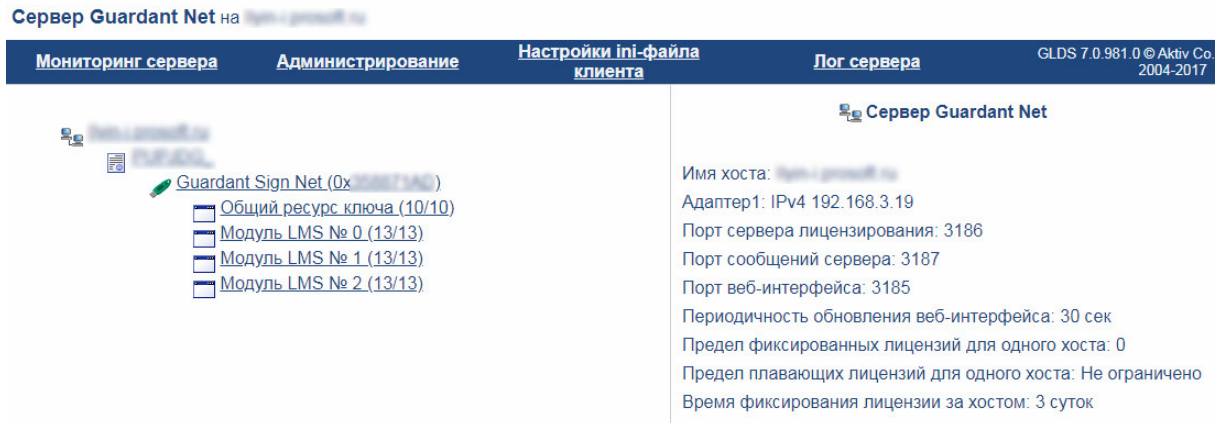 Сервер Guardant Net на
Мониторинг сервера
Администрирование
Настройки ini-файла
клиента
Лог сервера
GLDS 7.0.981.0 © Aktiv Co.
2004-2017
Guardant Sign Net (0x )
Общий ресурс ключа (10/10)
Модуль LMS № 0 (13/13)
Модуль LMS № 1 (13/13)
Модуль LMS № 2 (13/13)
Сервер Guardant Net
Имя хоста:
Адаптер1: IPv4 192.168.3.19
Порт сервера лицензирования: 3186
Порт сообщений сервера: 3187
Порт веб-интерфейса: 3185
Периодичность обновления веб-интерфейса: 30 сек
Предел фиксированных лицензий для одного хоста: 0
Предел плавающих лицензий для одного хоста: Не ограничено
Время фиксирования лицензии за хостом: 3 суток